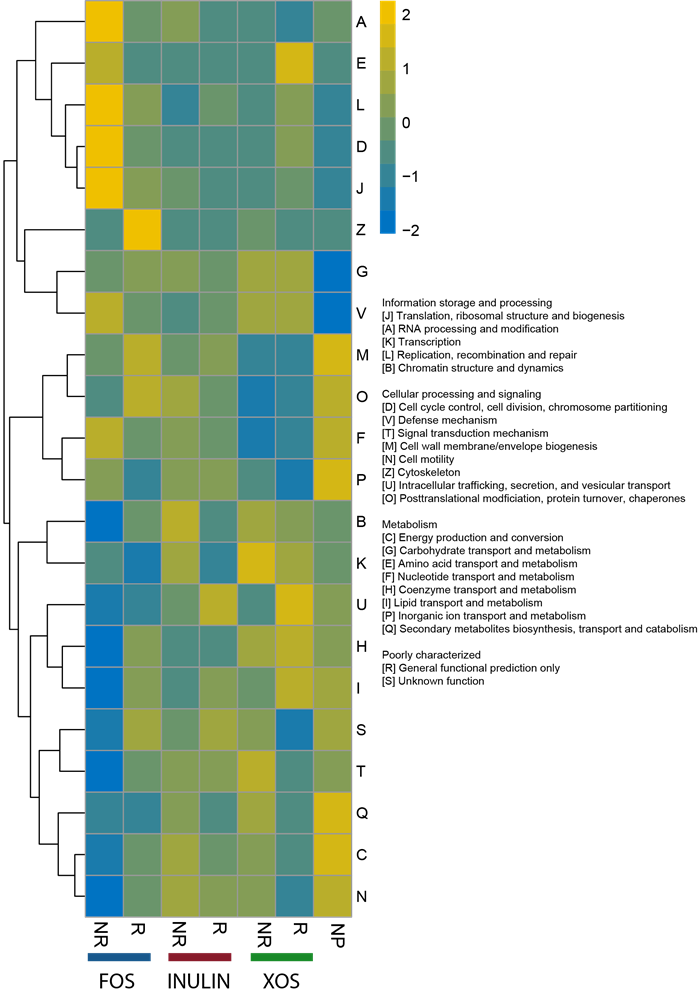 2
1
0
−1
−2
A
E
L
D
J
Z
G
V
M
O
F
P
B
K
U
H
I
S
T
Q
C
N
Information storage and processing
[J] Translation, ribosomal structure and biogenesis
[A] RNA processing and modification
[K] Transcription
[L] Replication, recombination and repair
[B] Chromatin structure and dynamics
Cellular processing and signaling
[D] Cell cycle control, cell division, chromosome partitioning
[V] Defense mechanism
[T] Signal transduction mechanism
[M] Cell wall membrane/envelope biogenesis
[N] Cell motility
[Z] Cytoskeleton
[U] Intracellular trafficking, secretion, and vesicular transport
[O] Posttranslational modficiation, protein turnover, chaperones
Metabolism
[C] Energy production and conversion
[G] Carbohydrate transport and metabolism
[E] Amino acid transport and metabolism
[F] Nucleotide transport and metabolism
[H] Coenzyme transport and metabolism
[I] Lipid transport and metabolism
[P] Inorganic ion transport and metabolism
[Q] Secondary metabolites biosynthesis, transport and catabolism
Poorly characterized
[R] General functional prediction only
[S] Unknown function
NR R NR R NR R NP
FOS INULIN XOS